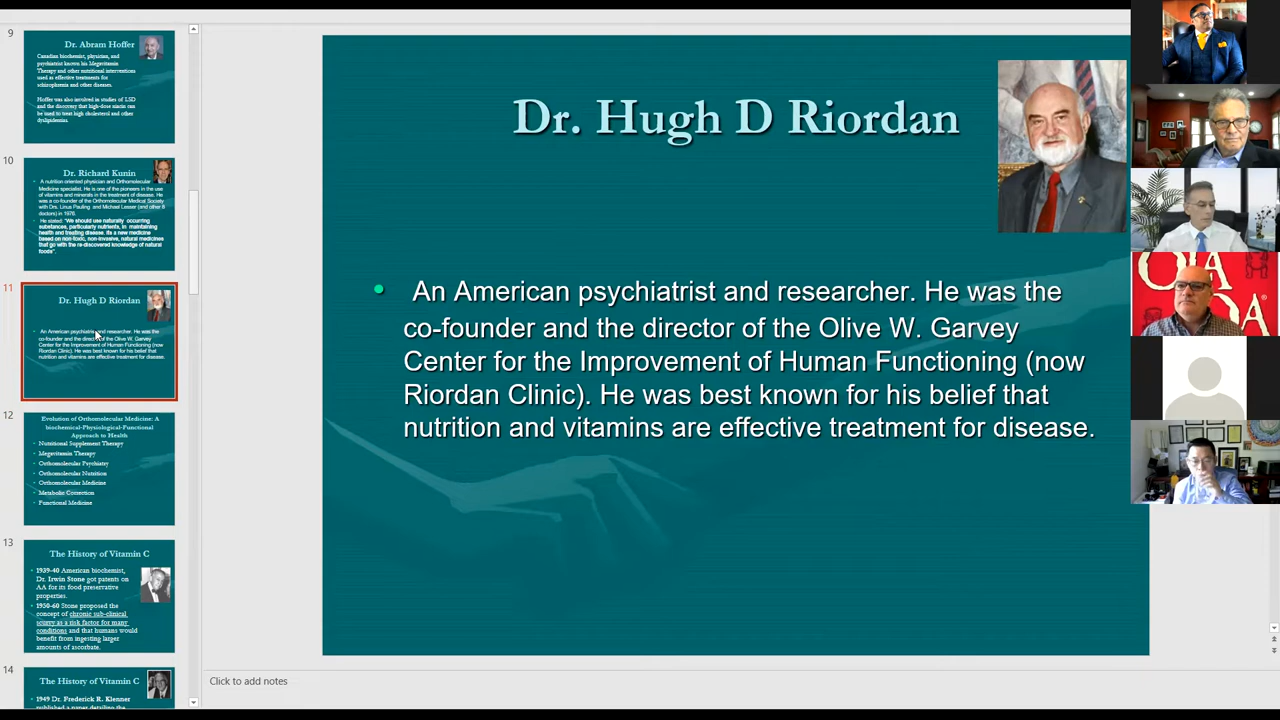 9
Dr. Abram Hoffer
Canadian biochemist, physician, and
psychiatrist known his Megavitamin
Therapy and other nutritional interventions
used as effective treatments for
schizophrenia and other diseases.
Hoffer was also involved in studies of LSD
and the discovery that high-dose niacin can
be used to treat high cholesterol and other
dyslipidemias.
10
Dr. Richard Kunin
• A nutrition oriented physician and Orthomolecular
Medicine specialist. He is one of the pioneers in the use
of vitamins and minerals in the treatment of disease. He
was a co-founder of the Orthomolecular Medical Society
with Drs. Linus Pauling and Michael Lesser (and other 6
doctors) in 1976.
• He stated: "We should use naturally occurring
substances, particularly nutrients, in maintaining
health and treating disease. Its a new medicine
based on non-toxic, non-invasive, natural medicines
that go with the re-discovered knowledge of natural
foods".
11
Dr. Hugh D Riordan
• An American psychiatrist and researcher. He was the
co-founder and the director of the Olive W. Garvey
Center for the Improvement of Human Functioning (now
Riordan Clinic). He was best known for his belief that
nutrition and vitamins are effective treatment for disease.
12
Evolution of Orthomolecular Medicine: A
biochemical-Physiological-Functional
Approach to Health
• Nutritional Supplement Therapy
• Megavitamin Therapy
• Orthomolecular Psychiatry
• Orthomolecular Nutrition
• Orthomolecular Medicine
• Metabolic Correction
• Functional Medicine
13
The History of Vitamin C
• 1939-40 American biochemist,
Dr. Irwin Stone got patents on
AA for its food preservative
properties.
• 1950-60 Stone proposed the
concept of chronic sub-clinical
scurvy as a risk factor for many
conditions and that humans would
benefit from ingesting larger
amounts of ascorbate.
14
The History of Vitamin C
• 1949 Dr. Frederick R. Klenner
published a paper detailing the
Dr. Hugh D Riordan
• An American psychiatrist and researcher. He was the
co-founder and the director of the Olive W. Garvey
Center for the Improvement of Human Functioning (now
Riordan Clinic). He was best known for his belief that
nutrition and vitamins are effective treatment for disease.
Click to add notes